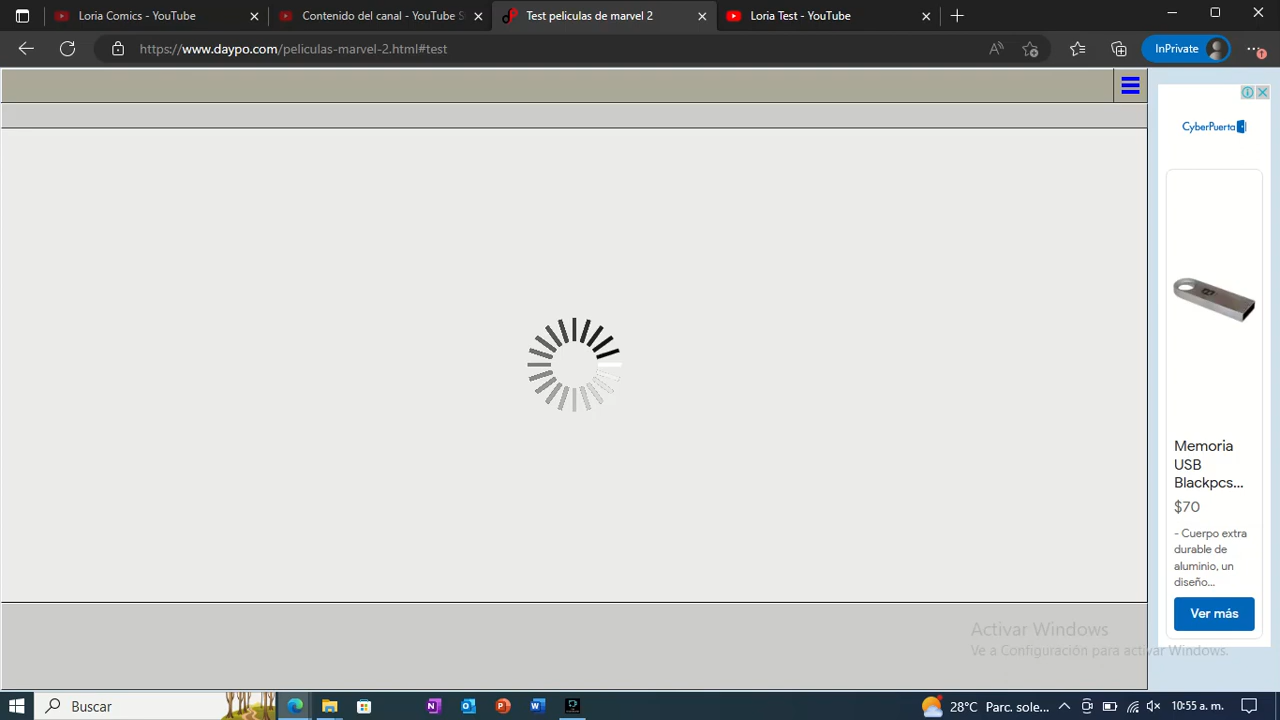 Loria Comics - YouTube
Contenido del canal - YouTube S
Test peliculas de marvel 2
Loria Test - YouTube
https://www.daypo.com/peliculas-marvel-2.html#test
InPrivate
CyberPuerta
Memoria
USB
Blackpcs...
$70
- Cuerpo extra
durable de
aluminio, un
diseño...
Ver más
Activar Windows
Ve a Configuración para activar Windows.
Buscar
28°C Parc. sole...
10:55 a. m.